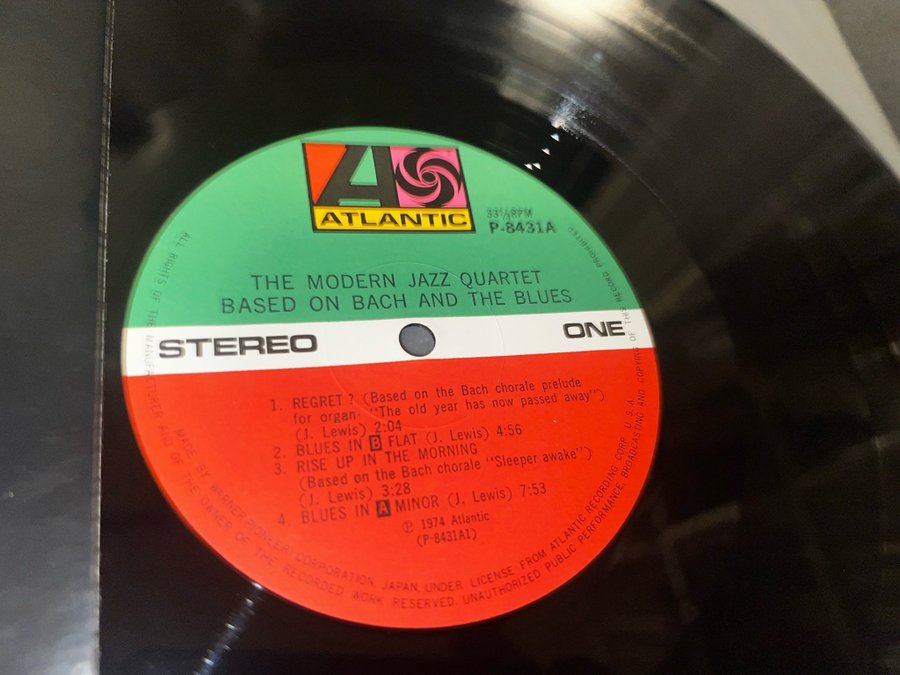 A
ATLANTIC
33⅓RPM
P-8431A
THE MODERN JAZZ QUARTET
BASED ON BACH AND THE BLUES
STEREO
ONE
1. REGRET? (Based on the Bach chorale prelude
for organ- "The old year has now passed away")
(J. Lewis) 2:04
2. BLUES IN B FLAT (J. Lewis) 4:56
3. RISE UP IN THE MORNING
(Based on the Bach chorale "Sleeper awake")
(J. Lewis) 3:28
4. BLUES IN A MINOR (J. Lewis) 7:53
℗ 1974 Atlantic
(P-8431A1)
MADE BY WARNER-PIONEER CORPORATION, JAPAN, UNDER LICENSE FROM ATLANTIC RECORDING CORP. U.S.A.
ALL RIGHTS OF THE MANUFACTURER AND OF THE OWNER OF THE RECORDED WORK RESERVED. UNAUTHORIZED PUBLIC PERFORMANCE, BROADCASTING AND COPYING OF THIS RECORD PROHIBITED